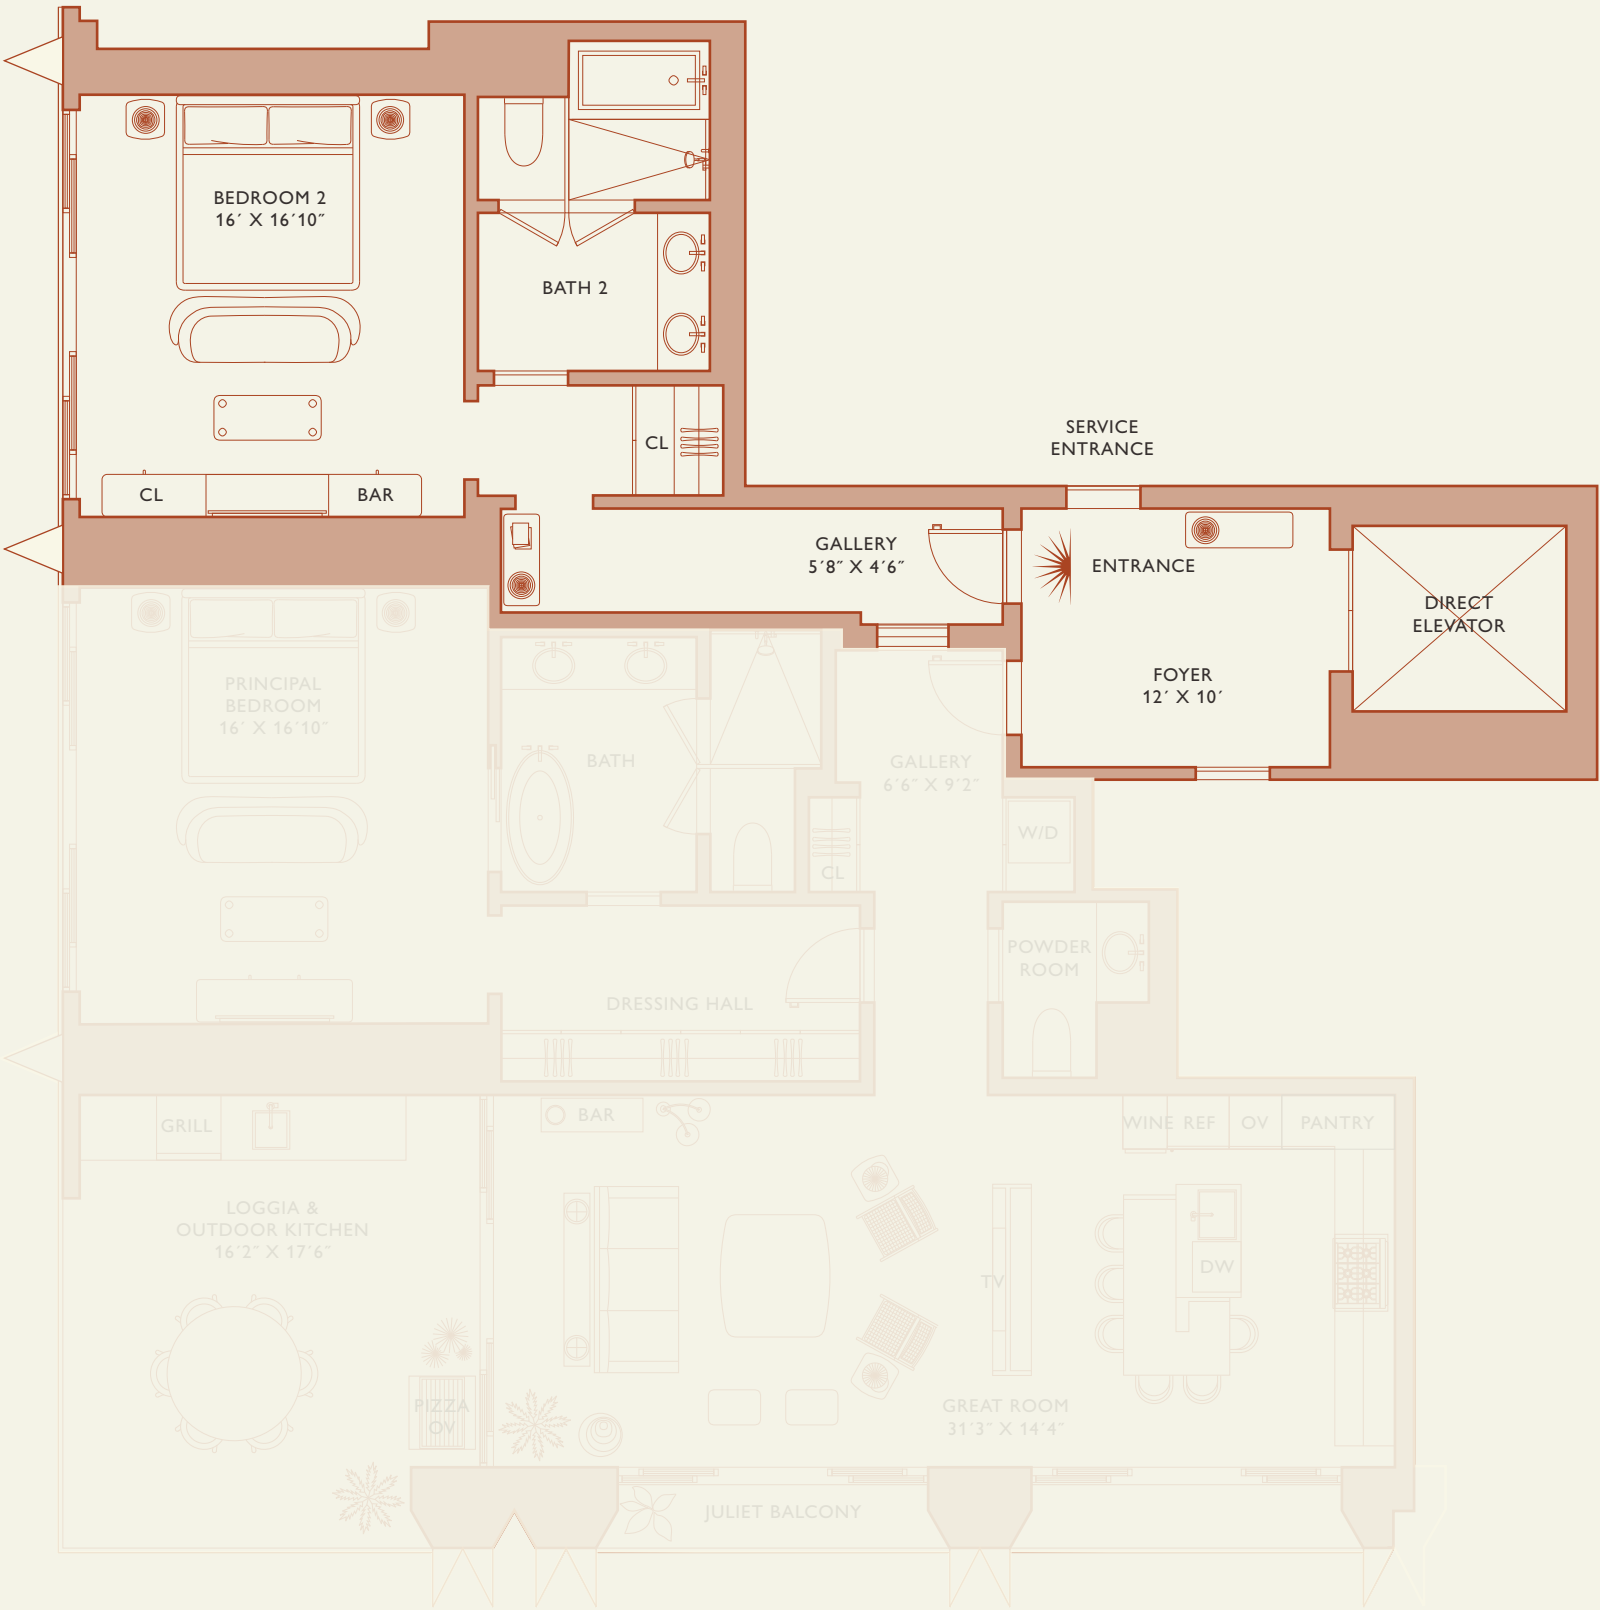 BEDROOM 2
16′ X 16′10″
BATH 2
CL
CL
BAR
SERVICE
ENTRANCE
GALLERY
5′8″ X 4′6″
ENTRANCE
DIRECT
ELEVATOR
FOYER
12′ X 10′
PRINCIPAL
BEDROOM
16′ X 16′10″
BATH
GALLERY
6′6″ X 9′2″
W/D
CL
POWDER
ROOM
DRESSING HALL
GRILL
BAR
WINE
REF
OV
PANTRY
LOGGIA &
OUTDOOR KITCHEN
16′2″ X 17′6″
TV
DW
PIZZA
OV
GREAT ROOM
31′3″ X 14′4″
JULIET BALCONY